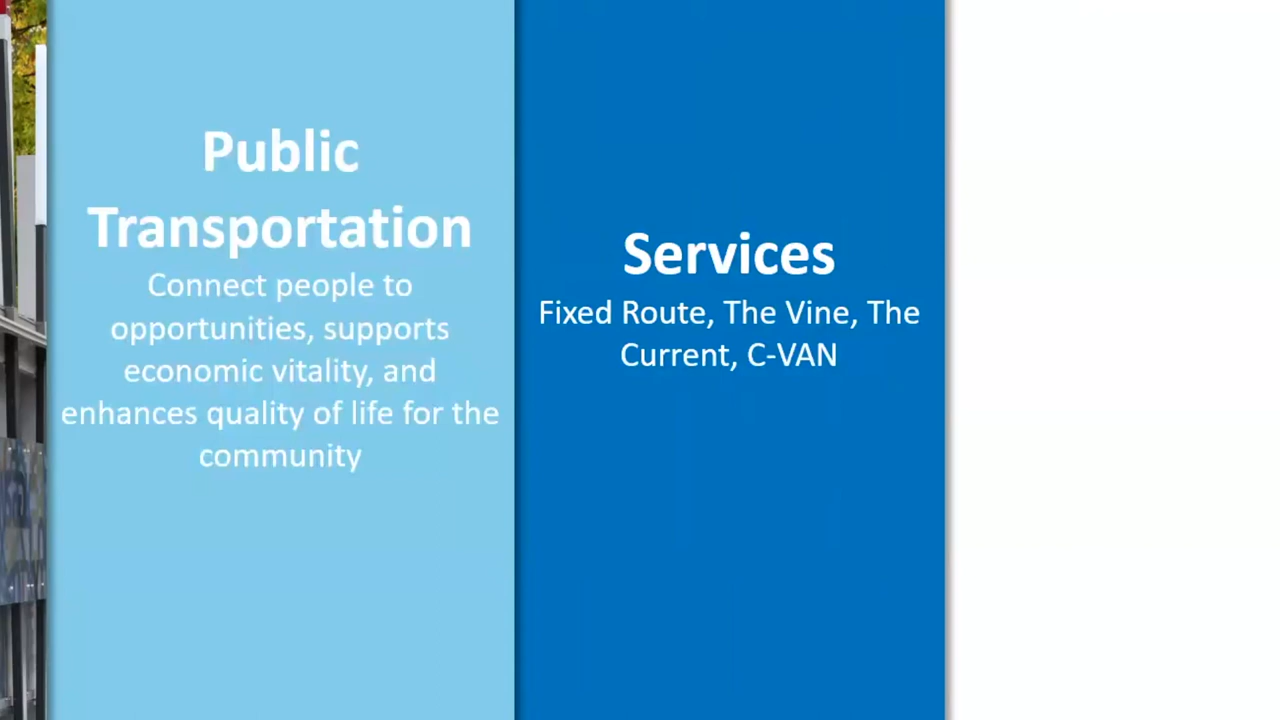 Public
Transportation
Connect people to
opportunities, supports
economic vitality, and
enhances quality of life for the
community
Services
Fixed Route, The Vine, The
Current, C-VAN